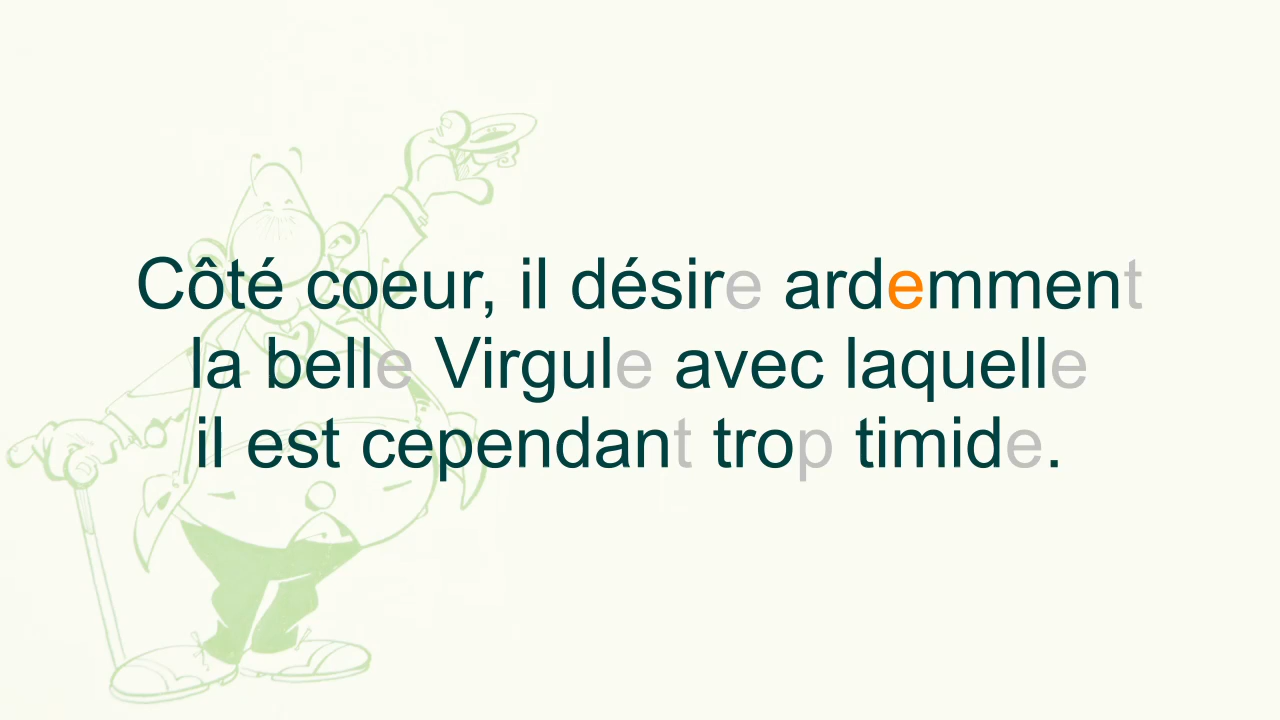 Côté coeur, il désire ardemment
la belle Virgule avec laquelle
il est cependant trop timide.